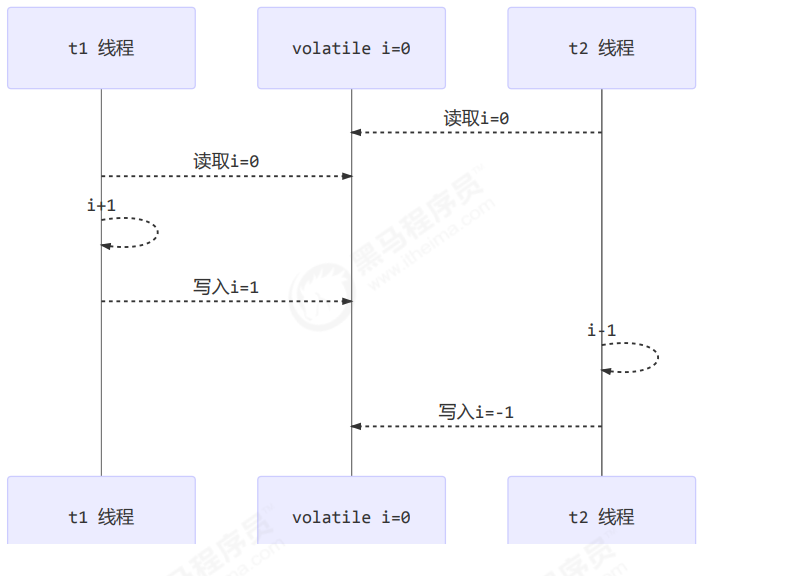 t1 线程
volatile i=0
t2 线程
读取i=0
读取i=0
i+1
写入i=1
i-1
写入i=-1
t1 线程
volatile i=0
t2 线程
黑马程序员
www.itheima.com